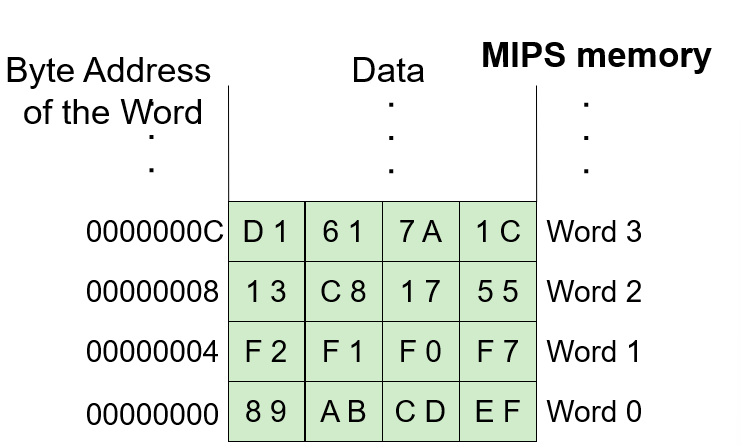 MIPS memory
Byte Address of the Word
Data
0000000C D1 61 7A 1C Word 3
00000008 13 C8 17 55 Word 2
00000004 F2 F1 F0 F7 Word 1
00000000 89 AB CD EF Word 0